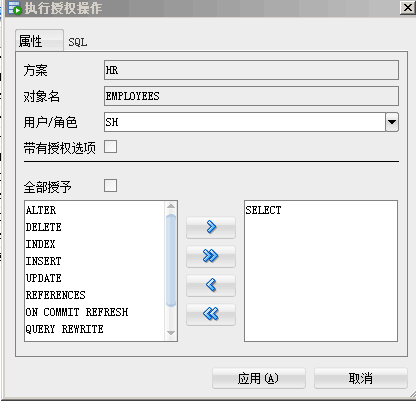 执行授权操作
属性 SQL
方案 HR
对象名 EMPLOYEES
用户/角色 SH
带有授权选项
全部授予
ALTER
DELETE
INDEX
INSERT
UPDATE
REFERENCES
ON COMMIT REFRESH
QUERY REWRITE
SELECT
应用(A) 取消